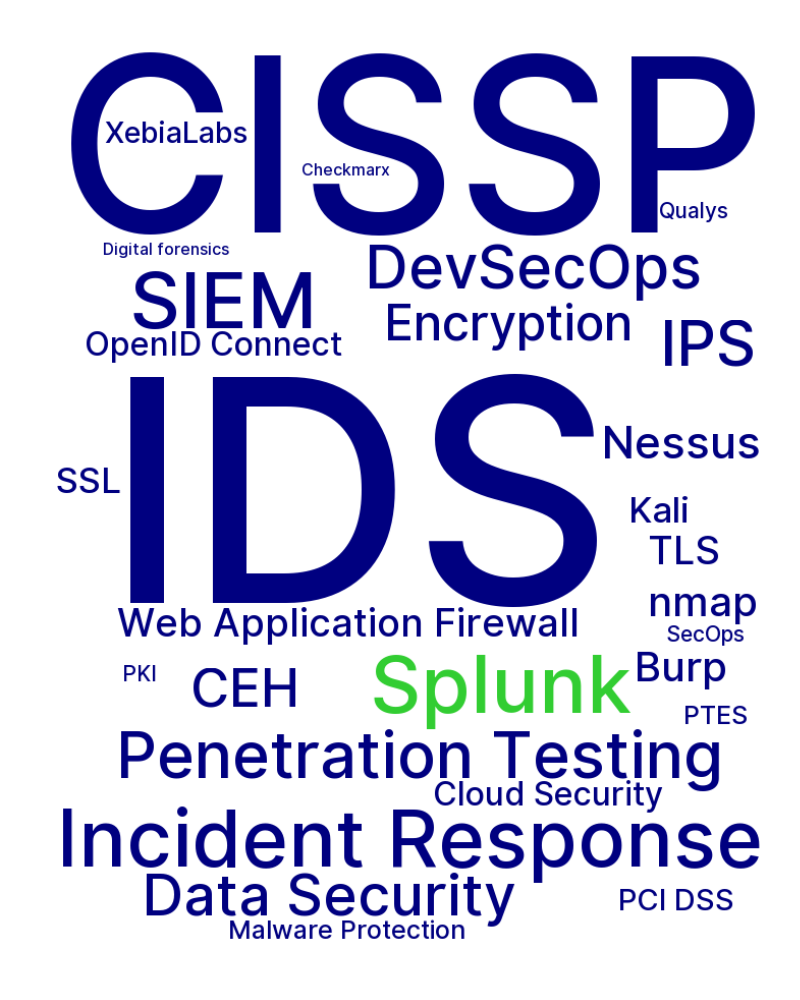 CISSP
XebiaLabs
Checkmarx
Qualys
Digital forensics
DevSecOps
SIEM
Encryption
OpenID Connect
IPS
IDS
Nessus
SSL
Kali
TLS
nmap
Web Application Firewall
SecOps
PKI
CEH
Splunk
Burp
PTES
Penetration Testing
Cloud Security
Incident Response
Data Security
PCI DSS
Malware Protection